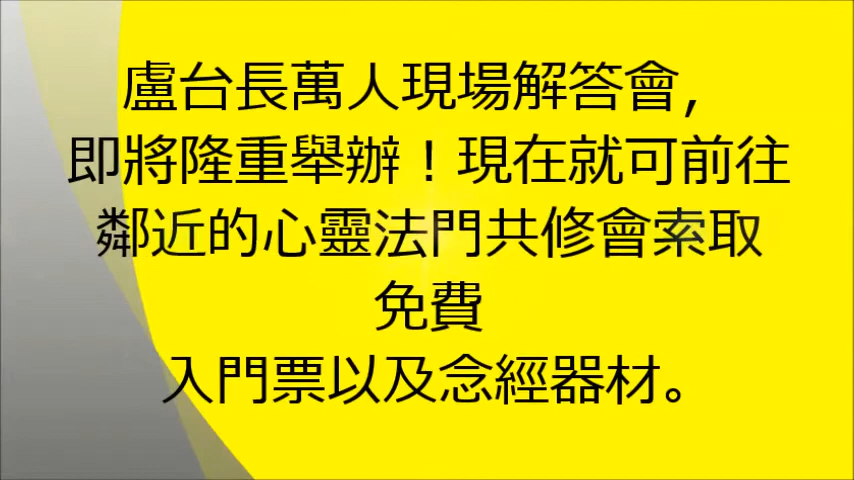 盧台長萬人現場解答會，
即將隆重舉辦！現在就可前往
鄰近的心靈法門共修會索取
免費
入門票以及念經器材。